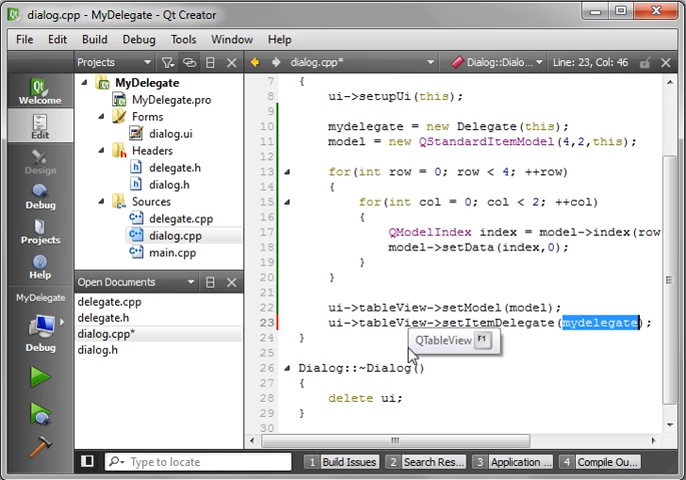 dialog.cpp - MyDelegate - Qt Creator
File Edit Build Debug Tools Window Help
Projects
dialog.cpp*
Dialog::Dialo...
Line: 23, Col: 46
Welcome
Edit
Design
Debug
Projects
Help
MyDelegate
Debug
MyDelegate
MyDelegate.pro
Forms
dialog.ui
Headers
delegate.h
dialog.h
Sources
delegate.cpp
dialog.cpp
main.cpp
Open Documents
delegate.cpp
delegate.h
dialog.cpp*
dialog.h
7 {
8 ui->setupUi(this);
9
10 mydelegate = new Delegate(this);
11 model = new QStandardItemModel(4,2,this);
12
13 for(int row = 0; row < 4; ++row)
14 {
15 for(int col = 0; col < 2; ++col)
16 {
17 QModelIndex index = model->index(row
18 model->setData(index,0);
19 }
20 }
21
22 ui->tableView->setModel(model);
23 ui->tableView->setItemDelegate(mydelegate);
24 }
QTableView F1
25
26 Dialog::~Dialog()
27 {
28 delete ui;
29 }
30
Type to locate
1 Build Issues
2 Search Res...
3 Application ...
4 Compile Ou...